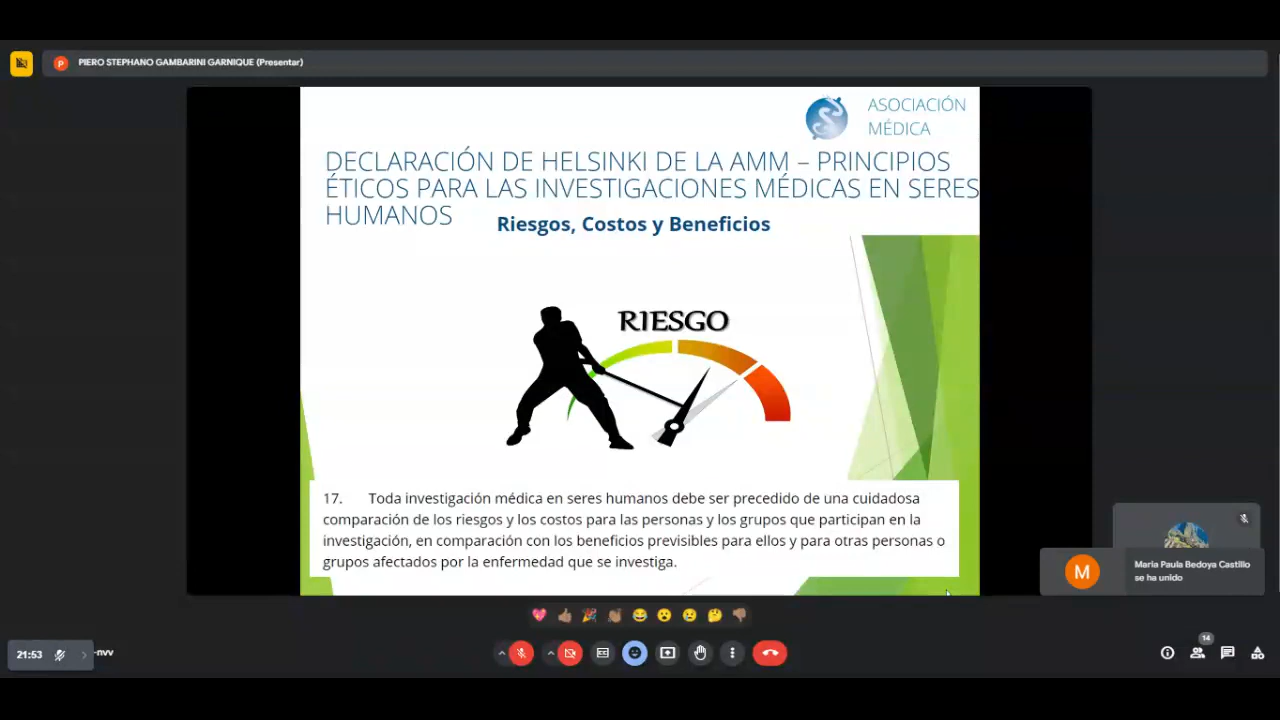 P PIERO STEPHANO GAMBARINI GARNIQUE (Presentar)
ASOCIACIÓN
MÉDICA
DECLARACIÓN DE HELSINKI DE LA AMM – PRINCIPIOS
ÉTICOS PARA LAS INVESTIGACIONES MÉDICAS EN SERES
HUMANOS
Riesgos, Costos y Beneficios
RIESGO
17. Toda investigación médica en seres humanos debe ser precedido de una cuidadosa
comparación de los riesgos y los costos para las personas y los grupos que participan en la
investigación, en comparación con los beneficios previsibles para ellos y para otras personas o
grupos afectados por la enfermedad que se investiga.
M
Maria Paula Bedoya Castillo
se ha unido
21:53
-nvv
14